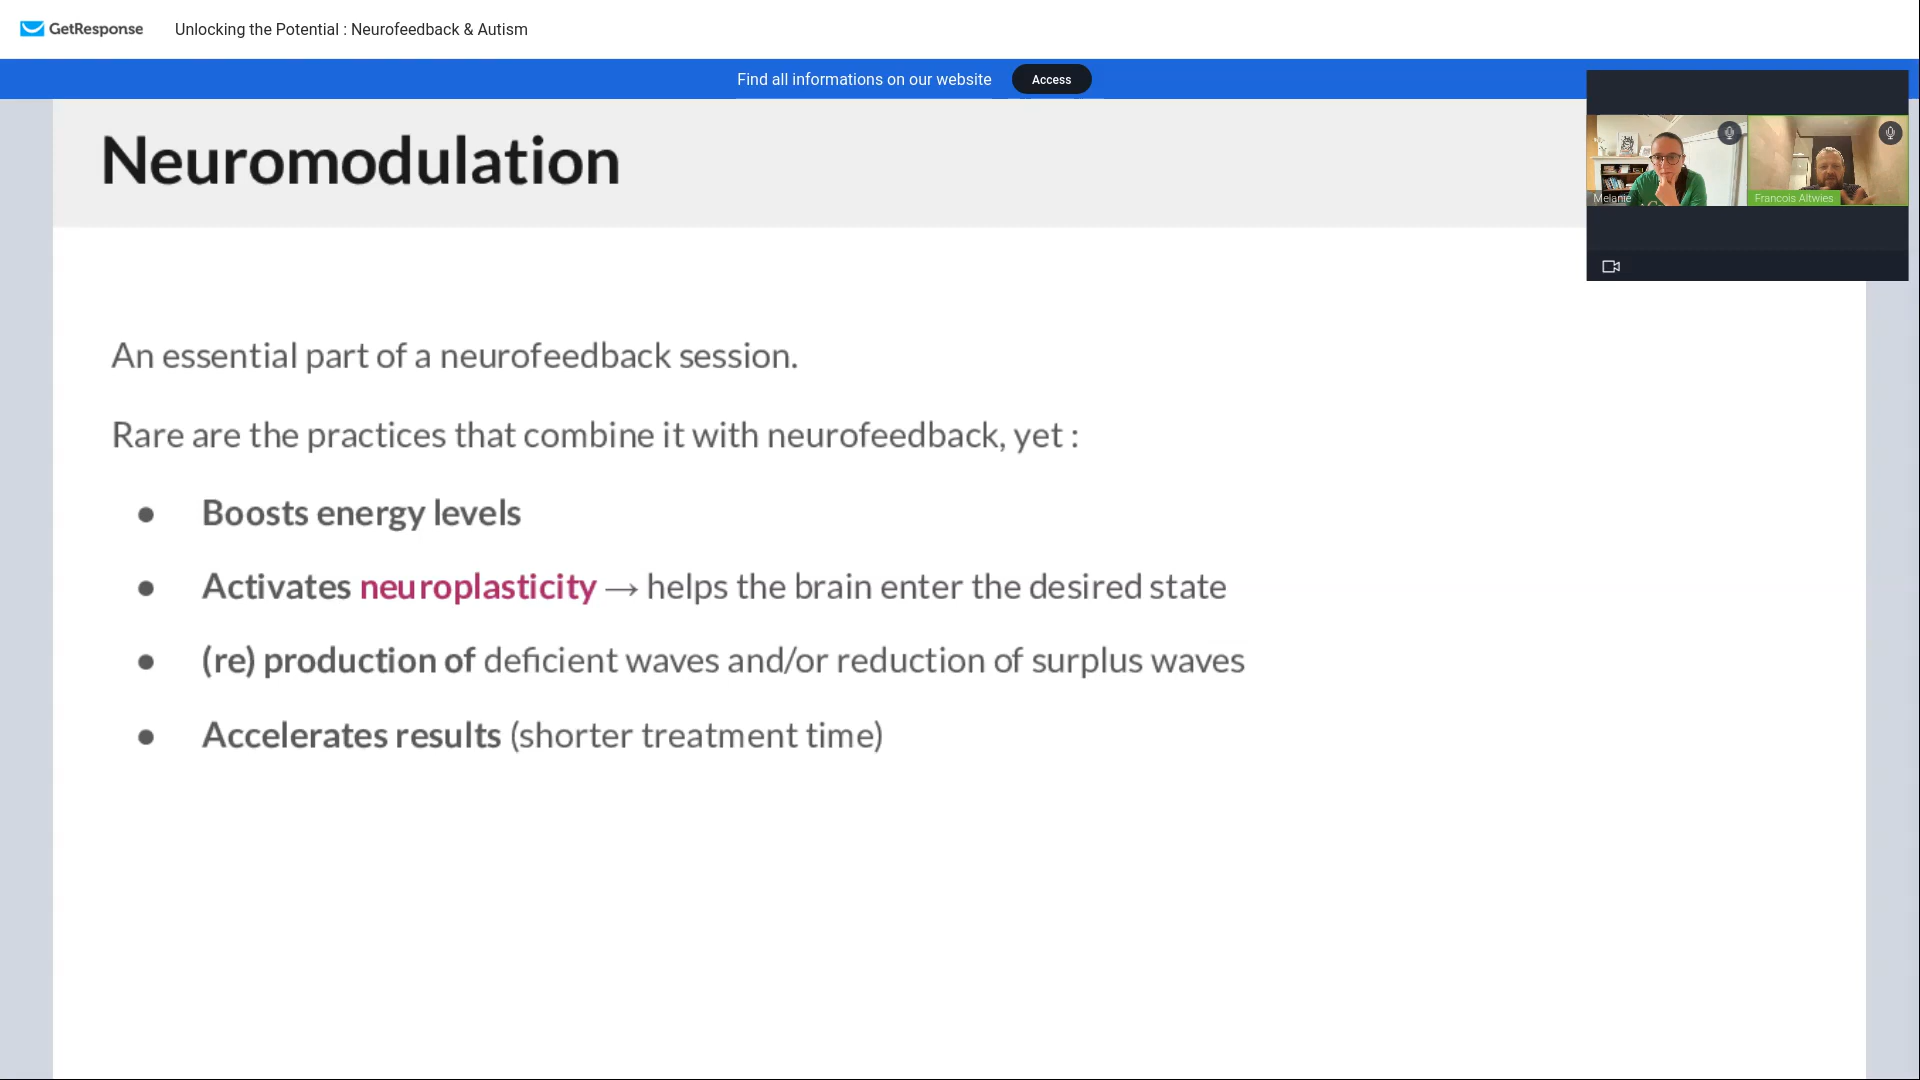 GetResponse
Unlocking the Potential : Neurofeedback & Autism
Find all informations on our website
Access
Neuromodulation
Melanie
Francois Altwies
An essential part of a neurofeedback session.
Rare are the practices that combine it with neurofeedback, yet :
● Boosts energy levels
● Activates neuroplasticity → helps the brain enter the desired state
● (re) production of deficient waves and/or reduction of surplus waves
● Accelerates results (shorter treatment time)